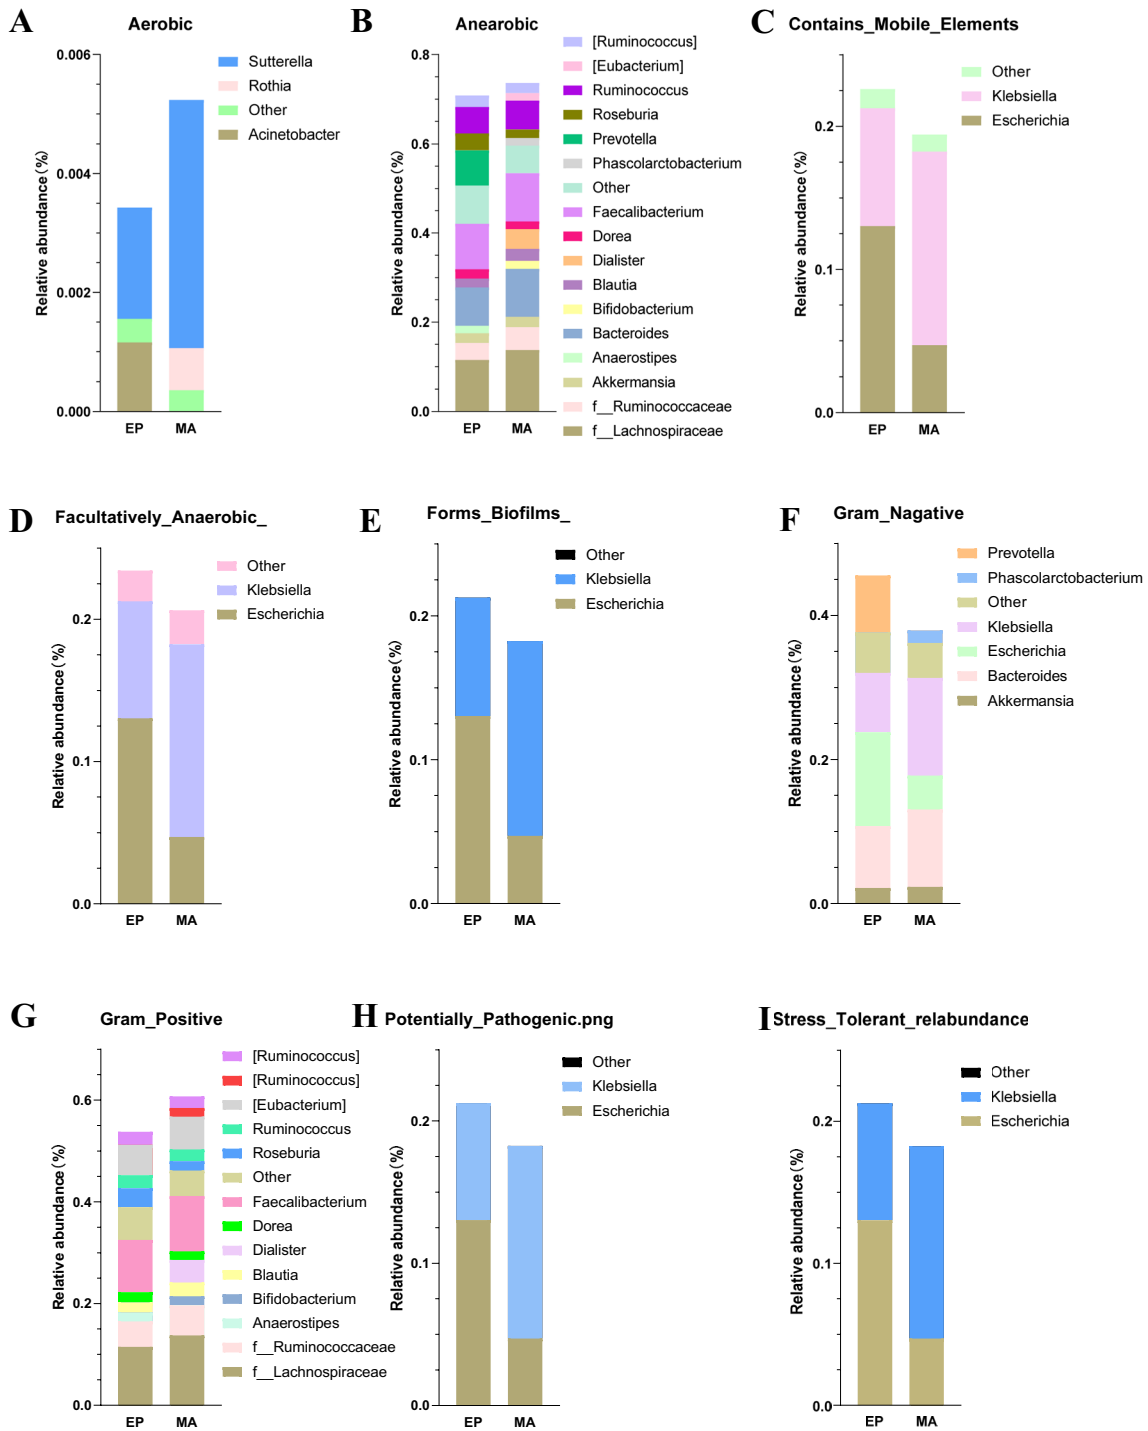 A
Aerobic
Relative abundance(%)
0.006
0.004
0.002
0.000
EP
MA
Sutterella
Rothia
Other
Acinetobacter
B
Anearobic
Relative abundance(%)
0.8
0.6
0.4
0.2
0.0
EP
MA
[Ruminococcus]
[Eubacterium]
Ruminococcus
Roseburia
Prevotella
Phascolarctobacterium
Other
Faecalibacterium
Dorea
Dialister
Blautia
Bifidobacterium
Bacteroides
Anaerostipes
Akkermansia
f__Ruminococcaceae
f__Lachnospiraceae
C
Contains_Mobile_Elements
Relative abundance(%)
0.2
0.1
0.0
EP
MA
Other
Klebsiella
Escherichia
D
Facultatively_Anaerobic_
Relative abundance(%)
0.2
0.1
0.0
EP
MA
Other
Klebsiella
Escherichia
E
Forms_Biofilms_
Relative abundance(%)
0.2
0.1
0.0
EP
MA
Other
Klebsiella
Escherichia
F
Gram_Nagative
Relative abundance(%)
0.4
0.2
0.0
EP
MA
Prevotella
Phascolarctobacterium
Other
Klebsiella
Escherichia
Bacteroides
Akkermansia
G
Gram_Positive
Relative abundance(%)
0.6
0.4
0.2
0.0
EP
MA
[Ruminococcus]
[Ruminococcus]
[Eubacterium]
Ruminococcus
Roseburia
Other
Faecalibacterium
Dorea
Dialister
Blautia
Bifidobacterium
Anaerostipes
f__Ruminococcaceae
f__Lachnospiraceae
H
Potentially_Pathogenic.png
Relative abundance(%)
0.2
0.1
0.0
EP
MA
Other
Klebsiella
Escherichia
I
Stress_Tolerant_relabundance
Relative abundance(%)
0.2
0.1
0.0
EP
MA
Other
Klebsiella
Escherichia